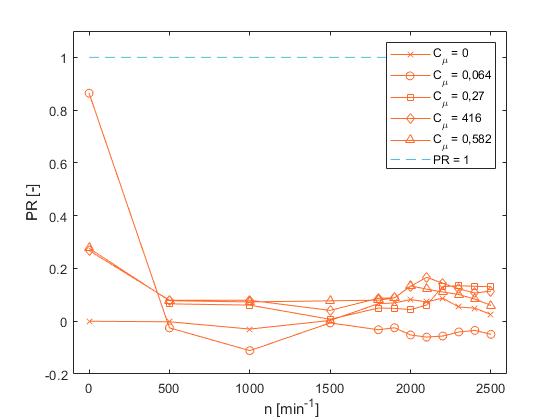 1
0.8
0.6
0.4
0.2
0
-0.2
PR [-]
0
500
1000
1500
2000
2500
n [min⁻¹]
C_μ = 0
C_μ = 0,064
C_μ = 0,27
C_μ = 416
C_μ = 0,582
PR = 1